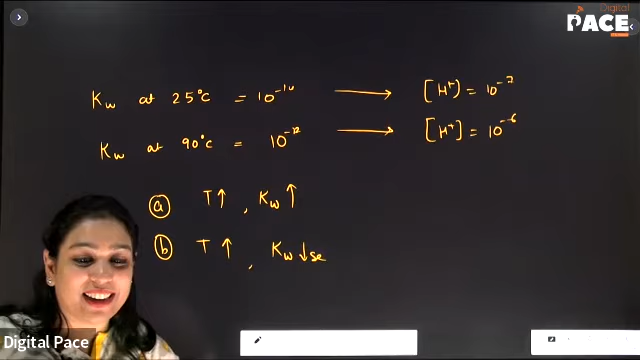 Digital
PACE
Kw at 25°C = 10⁻¹⁴ → [H⁺) = 10⁻⁷
Kw at 90°C = 10⁻¹² → [H⁺] = 10⁻⁶
ⓐ T↑ , Kw↑
ⓑ T↑ , Kw↓se
Digital Pace